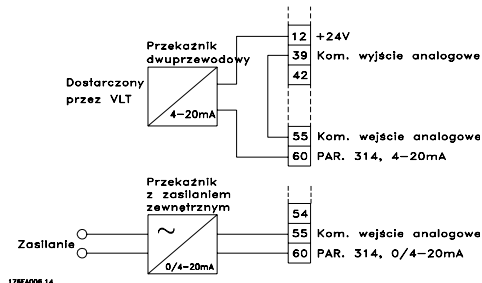 12 +24V
Przekaźnik
dwuprzewodowy
39 Kom. wyjście analogowe
42
Dostarczony
przez VLT
4-20mA
55 Kom. wejście analogowe
60 PAR. 314, 4-20mA
Przekaźnik
z zasilaniem
zewnętrznym
54
~
55 Kom. wejście analogowe
Zasilanie
60 PAR. 314, 0/4-20mA
0/4-20mA
175FA006.14